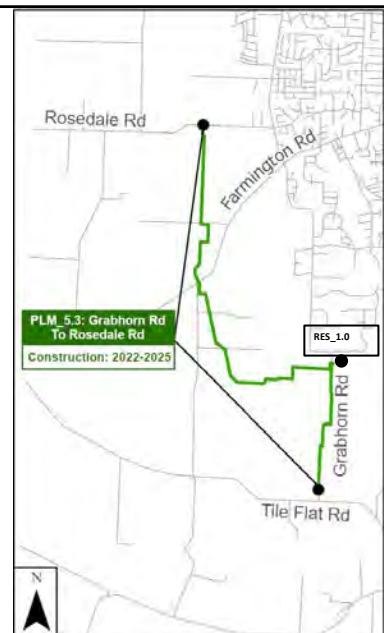 Rosedale Rd
Farmington Rd
PLM_5.3: Grabhorn Rd
To Rosedale Rd
Construction: 2022-2025
RES_1.0
Grabhorn Rd
Tile Flat Rd
N